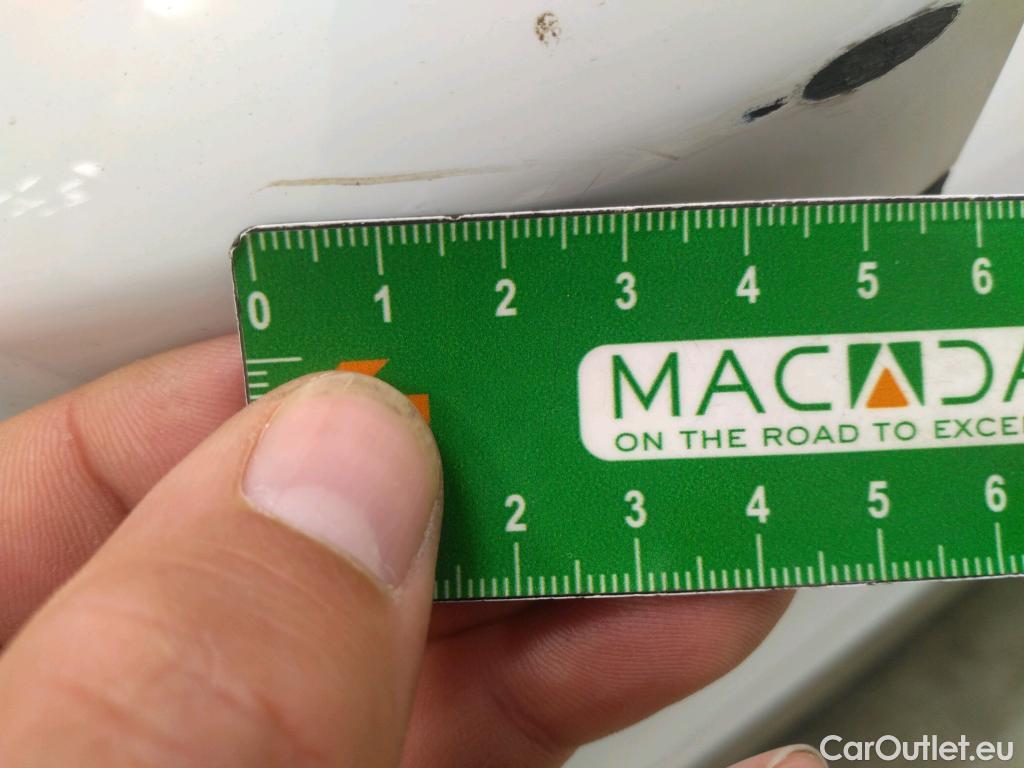 0 1 2 3 4 5 6
MACADA
ON THE ROAD TO EXCE
2 3 4 5 6
CarOutlet.eu